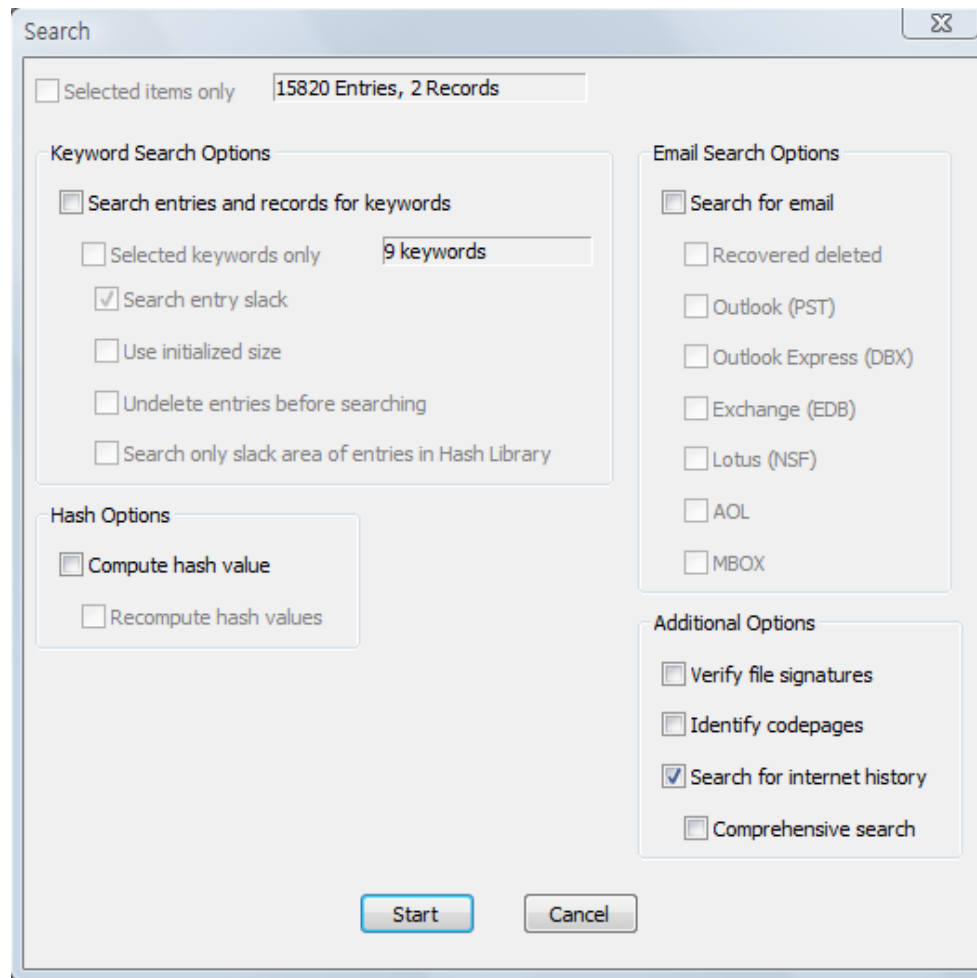 Search
Selected items only
15820 Entries, 2 Records
Keyword Search Options
Search entries and records for keywords
Selected keywords only
9 keywords
Search entry slack
Use initialized size
Undelete entries before searching
Search only slack area of entries in Hash Library
Hash Options
Compute hash value
Recompute hash values
Email Search Options
Search for email
Recovered deleted
Outlook (PST)
Outlook Express (DBX)
Exchange (EDB)
Lotus (NSF)
AOL
MBOX
Additional Options
Verify file signatures
Identify codepages
Search for internet history
Comprehensive search
Start
Cancel